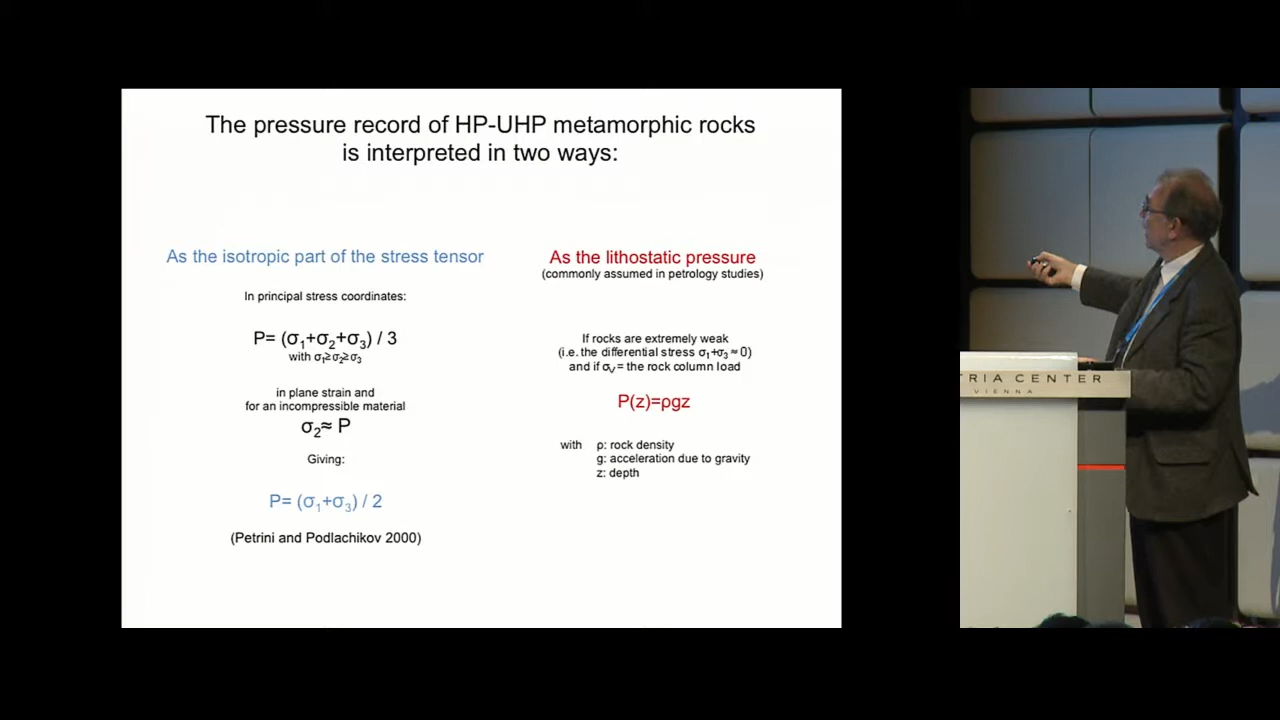 The pressure record of HP-UHP metamorphic rocks
is interpreted in two ways:
As the isotropic part of the stress tensor
In principal stress coordinates:
P= (σ₁+σ₂+σ₃) / 3
with σ₁≥σ₂≥σ₃
in plane strain and
for an incompressible material
σ₂≈ P
Giving:
P= (σ₁+σ₃) / 2
(Petrini and Podlachikov 2000)
As the lithostatic pressure
(commonly assumed in petrology studies)
If rocks are extremely weak
(i.e. the differential stress σ₁+σ₃ ≈ 0)
and if σᵥ = the rock column load
P(z)=ρgz
with ρ: rock density
g: acceleration due to gravity
z: depth
TRIA CENTER
VIENNA